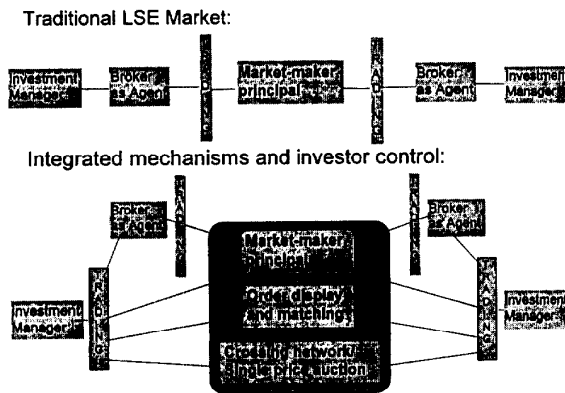 Traditional LSE Market:
Investment
Manager
Broker
as Agent
TRADING
Market-maker
principal
TRADING
Broker
as Agent
Investment
Manager
Integrated mechanisms and investor control:
Broker
as Agent
TRADING
TRADING
Broker
as Agent
Market-maker
principal
Investment
Manager
TRADING
Order display
and matching
TRADING
Investment
Manager
Crossing network/
single price auction